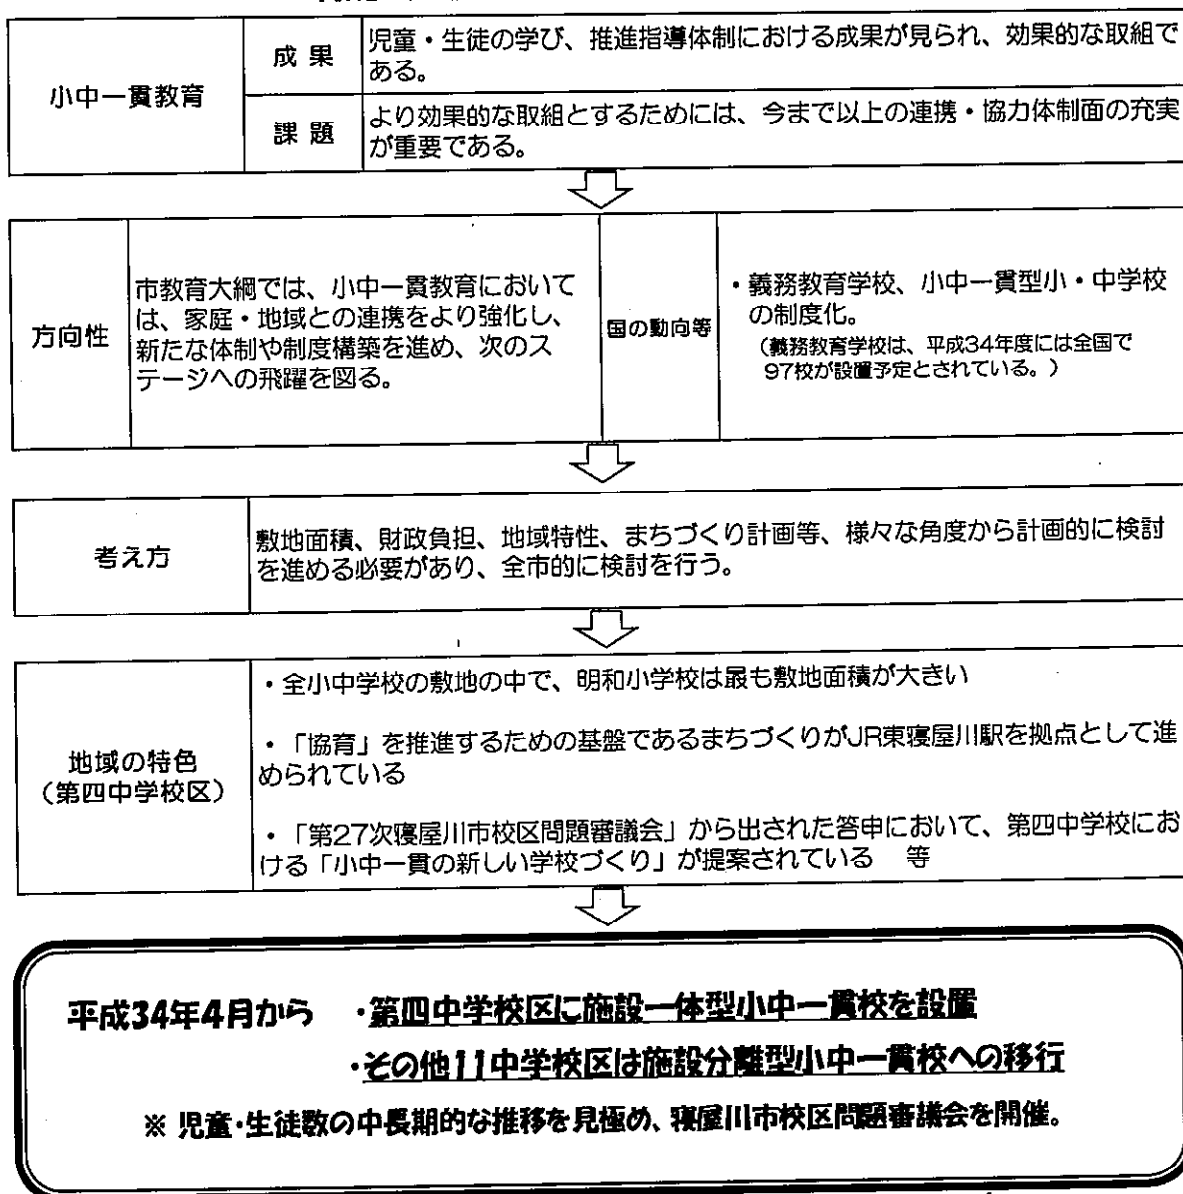 小中一貫教育
成 果
児童・生徒の学び、推進指導体制における成果が見られ、効果的な取組で
ある。
課 題
より効果的な取組とするためには、今まで以上の連携・協力体制面の充実
が重要である。
方向性
市教育大綱では、小中一貫教育において
は、家庭・地域との連携をより強化し、
新たな体制や制度構築を進め、次のス
テージへの飛躍を図る。
国の動向等
・義務教育学校、小中一貫型小・中学校
の制度化。
（義務教育学校は、平成34年度には全国で
97校が設置予定とされている。）
考え方
敷地面積、財政負担、地域特性、まちづくり計画等、様々な角度から計画的に検討
を進める必要があり、全市的に検討を行う。
地域の特色
（第四中学校区）
・全小中学校の敷地の中で、明和小学校は最も敷地面積が大きい
・「協育」を推進するための基盤であるまちづくりがJR東寝屋川駅を拠点として進
められている
・「第27次寝屋川市校区問題審議会」から出された答申において、第四中学校にお
ける「小中一貫の新しい学校づくり」が提案されている　等
平成34年4月から　・第四中学校区に施設一体型小中一貫校を設置
・その他11中学校区は施設分離型小中一貫校への移行
※ 児童・生徒数の中長期的な推移を見極め、寝屋川市校区問題審議会を開催。